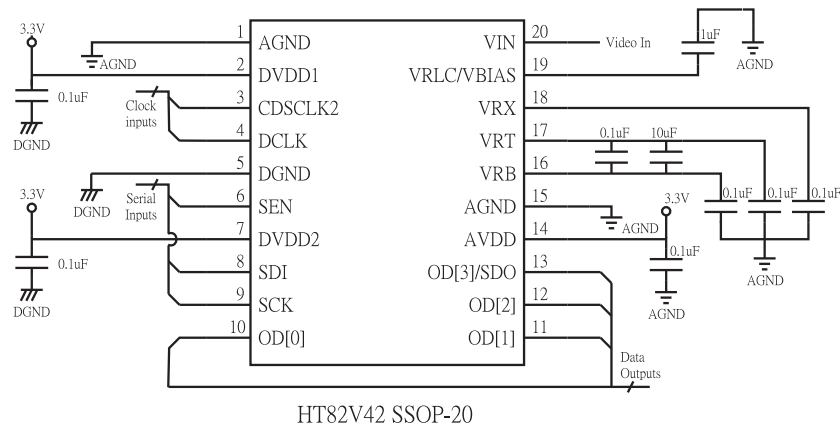 3.3V
1 AGND
AGND
2 DVDD1
0.1uF
DGND
Clock
inputs
3 CDSCLK2
4 DCLK
5 DGND
DGND
Serial
Inputs
6 SEN
3.3V
7 DVDD2
0.1uF
DGND
8 SDI
9 SCK
10 OD[0]
VIN 20
Video In
1uF
AGND
VRLC/VBIAS 19
VRX 18
VRT 17
0.1uF 10uF
VRB 16
0.1uF 0.1uF 0.1uF
AGND
AGND 15
AGND
3.3V
AVDD 14
0.1uF
AGND
OD[3]/SDO 13
OD[2] 12
OD[1] 11
Data
Outputs
HT82V42 SSOP-20